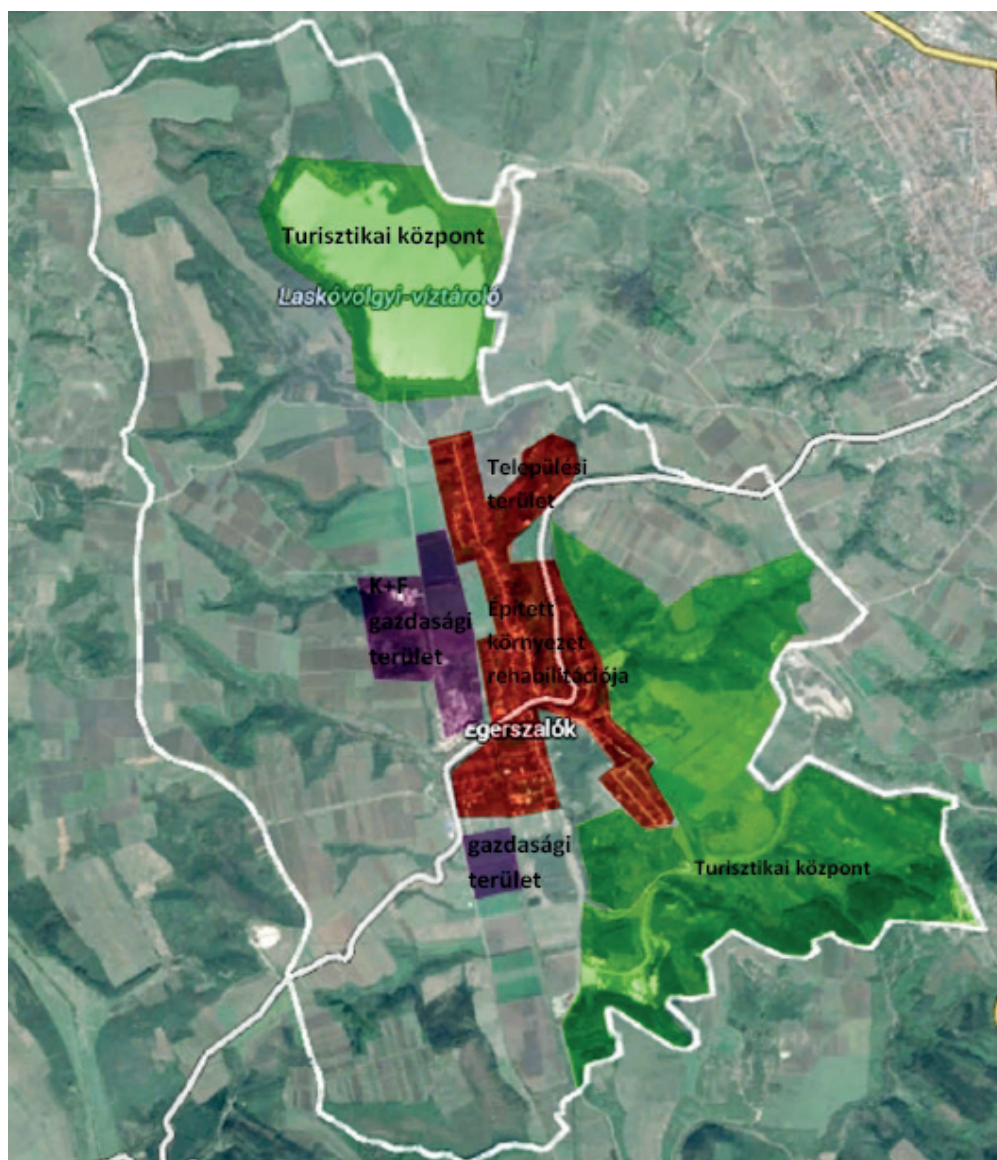 Turisztikai központ
Laskóvölgyi-víztároló
Települési
terület
K+F
gazdasági
terület
Épített
környezet
rehabilitációja
Egerszalók
gazdasági
terület
Turisztikai központ